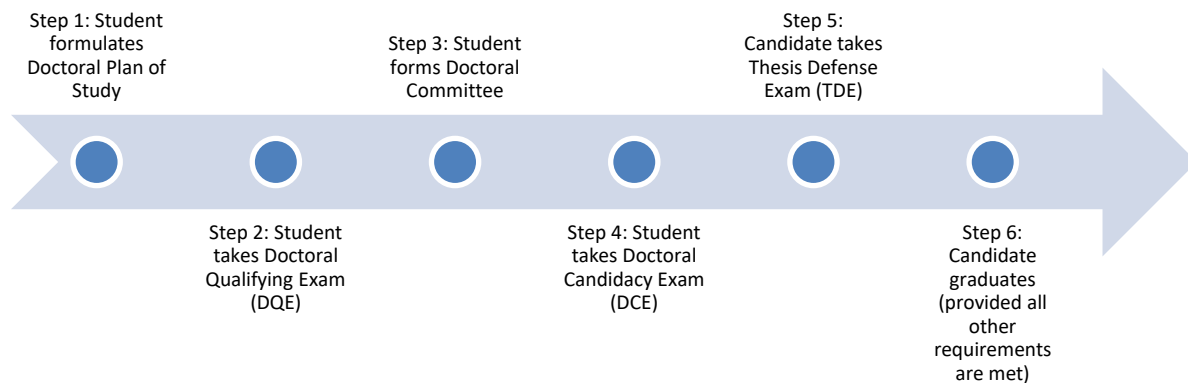 Step 1: Student
formulates
Doctoral Plan of
Study
Step 2: Student
takes Doctoral
Qualifying Exam
(DQE)
Step 3: Student
forms Doctoral
Committee
Step 4: Student
takes Doctoral
Candidacy Exam
(DCE)
Step 5:
Candidate takes
Thesis Defense
Exam (TDE)
Step 6:
Candidate
graduates
(provided all
other
requirements
are met)